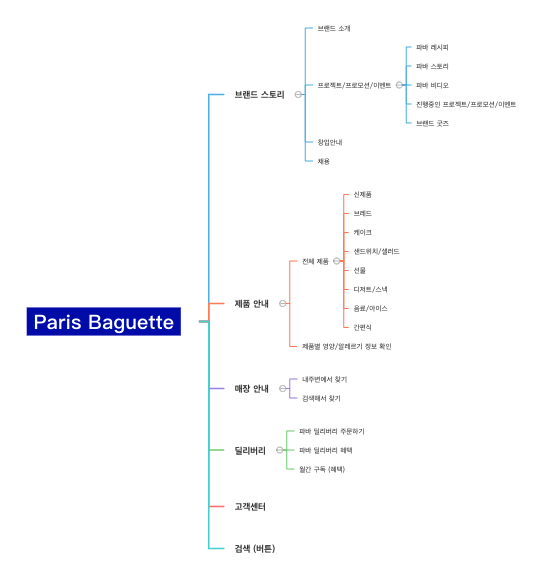 Paris Baguette
브랜드 스토리
브랜드 소개
프로젝트/프로모션/이벤트
파바 레시피
파바 스토리
파바 비디오
진행중인 프로젝트/프로모션/이벤트
브랜드 굿즈
창업안내
채용
제품 안내
전체 제품
신제품
브레드
케이크
샌드위치/샐러드
선물
디저트/스낵
음료/아이스
간편식
제품별 영양/알레르기 정보 확인
매장 안내
내주변에서 찾기
검색해서 찾기
딜리버리
파바 딜리버리 주문하기
파바 딜리버리 혜택
월간 구독 (혜택)
고객센터
검색 (버튼)